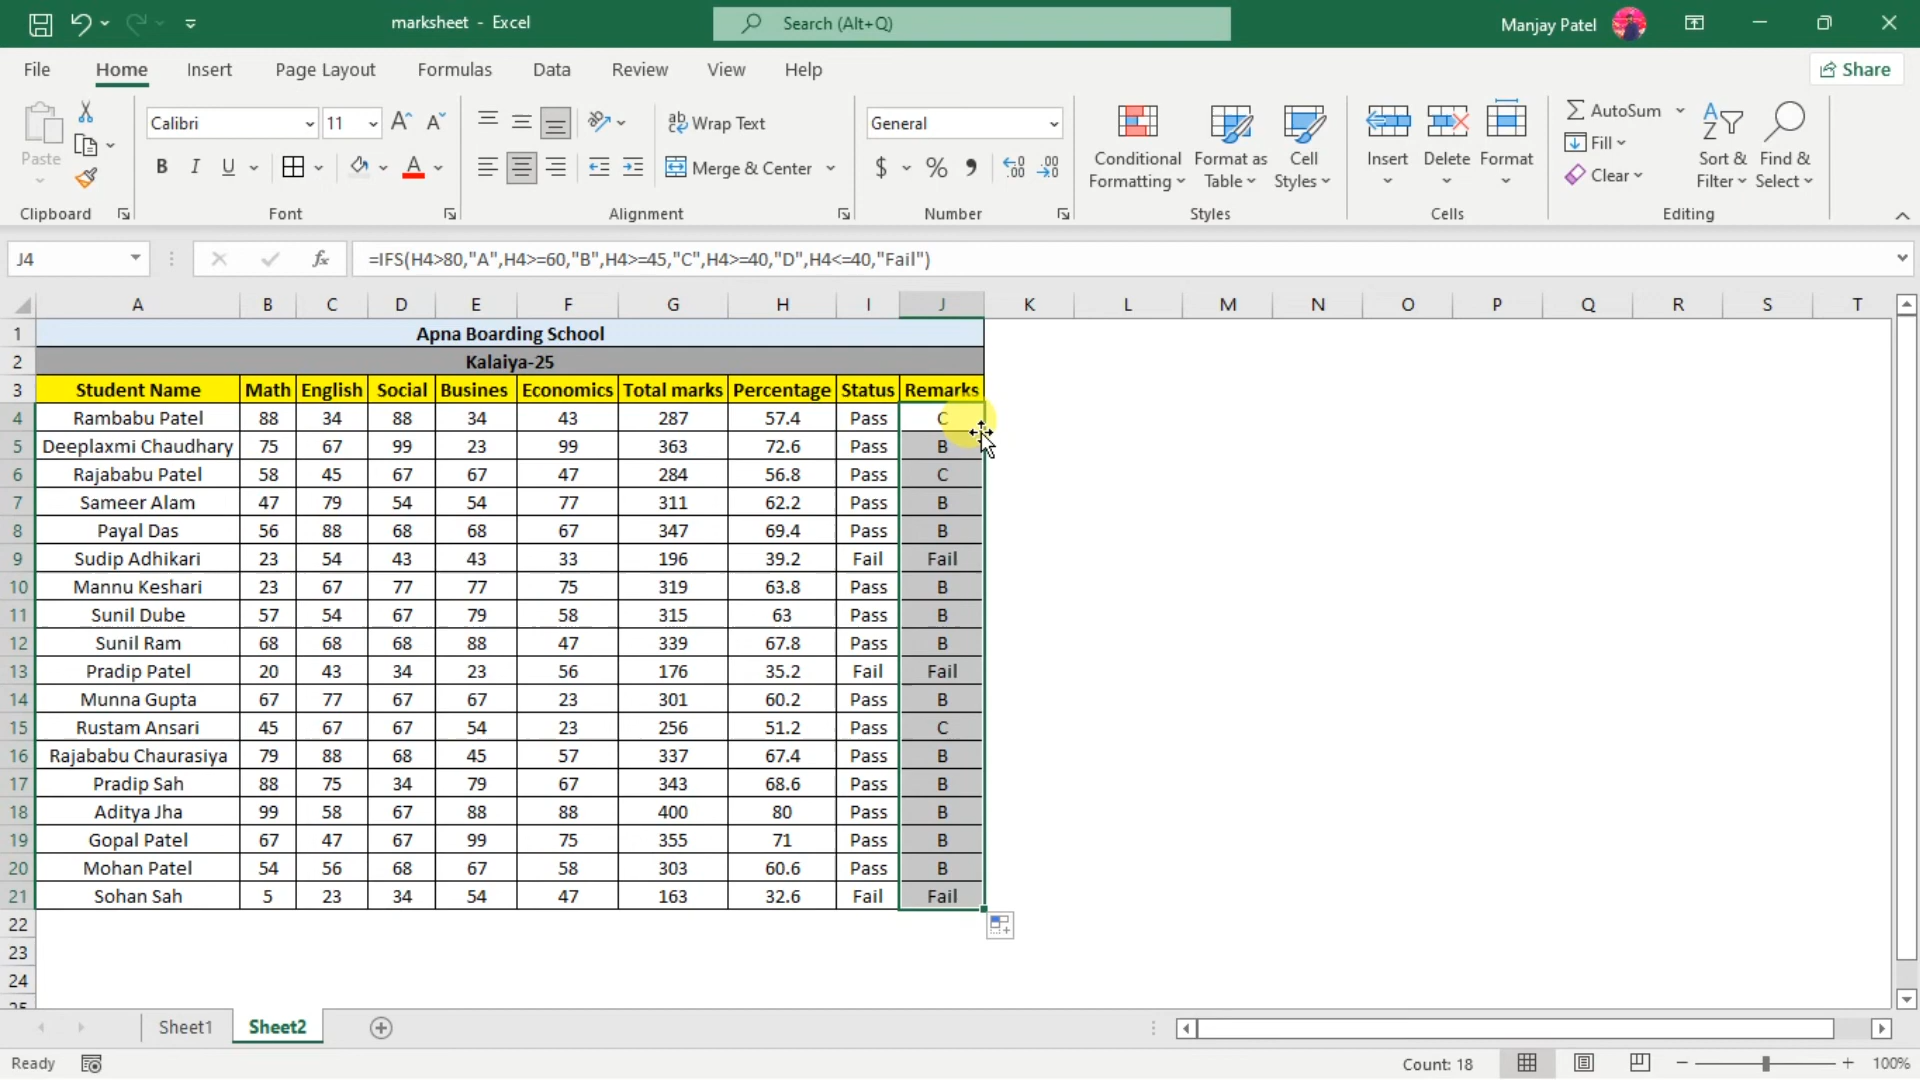 marksheet - Excel
Search (Alt+Q)
Manjay Patel
File Home Insert Page Layout Formulas Data Review View Help
Share
Paste
Clipboard
Calibri 11
B I U
Font
Wrap Text
Merge & Center
Alignment
General
$ % ,
Number
Conditional Formatting
Format as Table
Cell Styles
Styles
Insert
Delete
Format
Cells
AutoSum
Fill
Clear
Sort & Filter
Find & Select
Editing
J4 fx =IFS(H4>80,"A",H4>=60,"B",H4>=45,"C",H4>=40,"D",H4<=40,"Fail")
A B C D E F G H I J K L M N O P Q R S T
1 Apna Boarding School
2 Kalaiya-25
3 Student Name Math English Social Busines Economics Total marks Percentage Status Remarks
4 Rambabu Patel 88 34 88 34 43 287 57.4 Pass C
5 Deeplaxmi Chaudhary 75 67 99 23 99 363 72.6 Pass B
6 Rajababu Patel 58 45 67 67 47 284 56.8 Pass C
7 Sameer Alam 47 79 54 54 77 311 62.2 Pass B
8 Payal Das 56 88 68 68 67 347 69.4 Pass B
9 Sudip Adhikari 23 54 43 43 33 196 39.2 Fail Fail
10 Mannu Keshari 23 67 77 77 75 319 63.8 Pass B
11 Sunil Dube 57 54 67 79 58 315 63 Pass B
12 Sunil Ram 68 68 68 88 47 339 67.8 Pass B
13 Pradip Patel 20 43 34 23 56 176 35.2 Fail Fail
14 Munna Gupta 67 77 67 67 23 301 60.2 Pass B
15 Rustam Ansari 45 67 67 54 23 256 51.2 Pass C
16 Rajababu Chaurasiya 79 88 68 45 57 337 67.4 Pass B
17 Pradip Sah 88 75 34 79 67 343 68.6 Pass B
18 Aditya Jha 99 58 67 88 88 400 80 Pass B
19 Gopal Patel 67 47 67 99 75 355 71 Pass B
20 Mohan Patel 54 56 68 67 58 303 60.6 Pass B
21 Sohan Sah 5 23 34 54 47 163 32.6 Fail Fail
22
23
24
25
Sheet1 Sheet2
Ready
Count: 18
100%